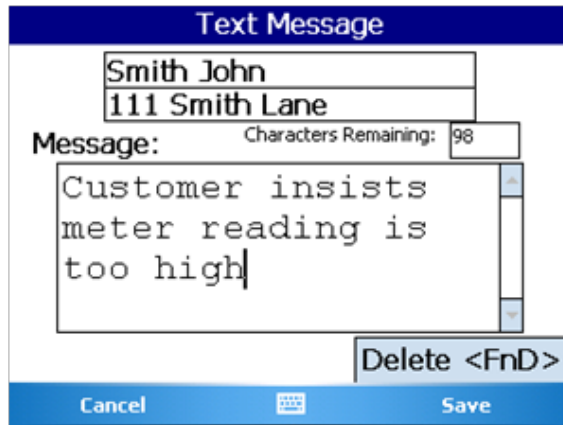 Text Message
Smith John
111 Smith Lane
Message: Characters Remaining: 98
Customer insists
meter reading is
too high
Delete <FnD>
Cancel Save